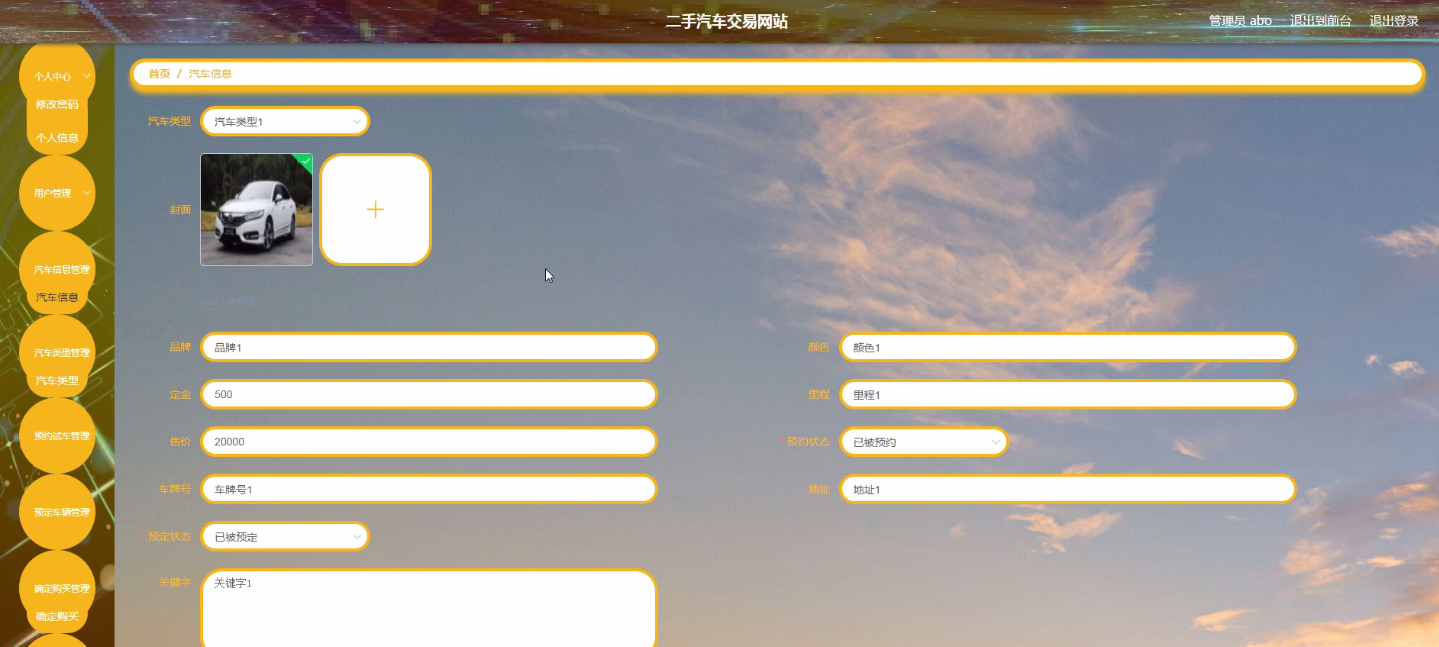 二手汽车交易网站
管理员 abo 退出到前台 退出登录
个人中心
修改密码
个人信息
用户管理
汽车信息管理
汽车信息
汽车类型管理
汽车类型
预约试车管理
预定车辆管理
确定购买管理
确定购买
首页 / 汽车信息
汽车类型 汽车类型1
封面
品牌 品牌1
颜色 颜色1
定金 500
里程 里程1
售价 20000
*预约状态 已被预约
车牌号 车牌号1
地址 地址1
*预定状态 已被预定
关键字 关键字1